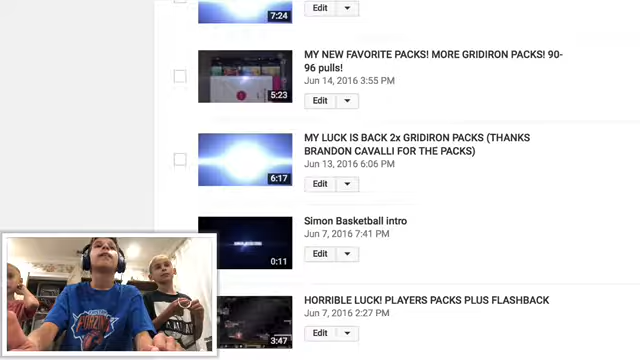 7:24
Edit
MY NEW FAVORITE PACKS! MORE GRIDIRON PACKS! 90-
96 pulls!
Jun 14, 2016 3:55 PM
5:23
Edit
MY LUCK IS BACK 2x GRIDIRON PACKS (THANKS
BRANDON CAVALLI FOR THE PACKS)
Jun 13, 2016 6:06 PM
6:17
Edit
Simon Basketball intro
Jun 7, 2016 7:41 PM
0:11
Edit
HORRIBLE LUCK! PLAYERS PACKS PLUS FLASHBACK
Jun 7, 2016 2:27 PM
3:47
Edit